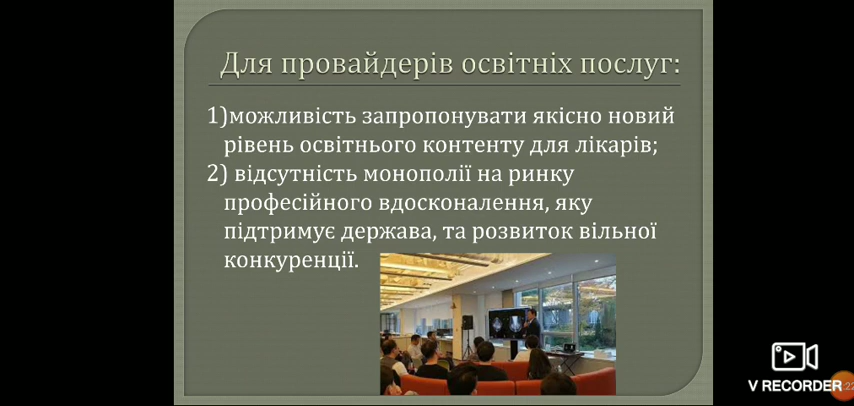 Для провайдерів освітніх послуг:
1)можливість запропонувати якісно новий
рівень освітнього контенту для лікарів;
2) відсутність монополії на ринку
професійного вдосконалення, яку
підтримує держава, та розвиток вільної
конкуренції.
V RECORDER